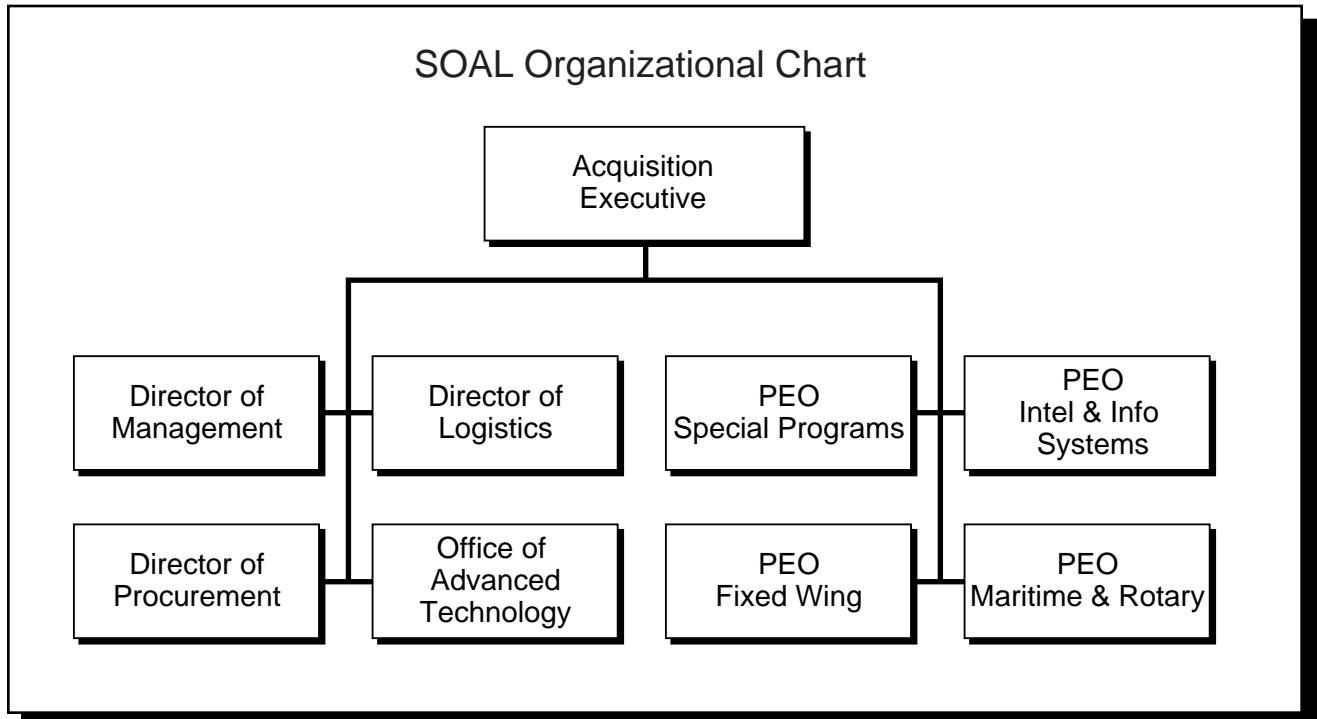 SOAL Organizational Chart
Acquisition
Executive
Director of
Management
Director of
Logistics
PEO
Special Programs
PEO
Intel & Info
Systems
Director of
Procurement
Office of
Advanced
Technology
PEO
Fixed Wing
PEO
Maritime & Rotary